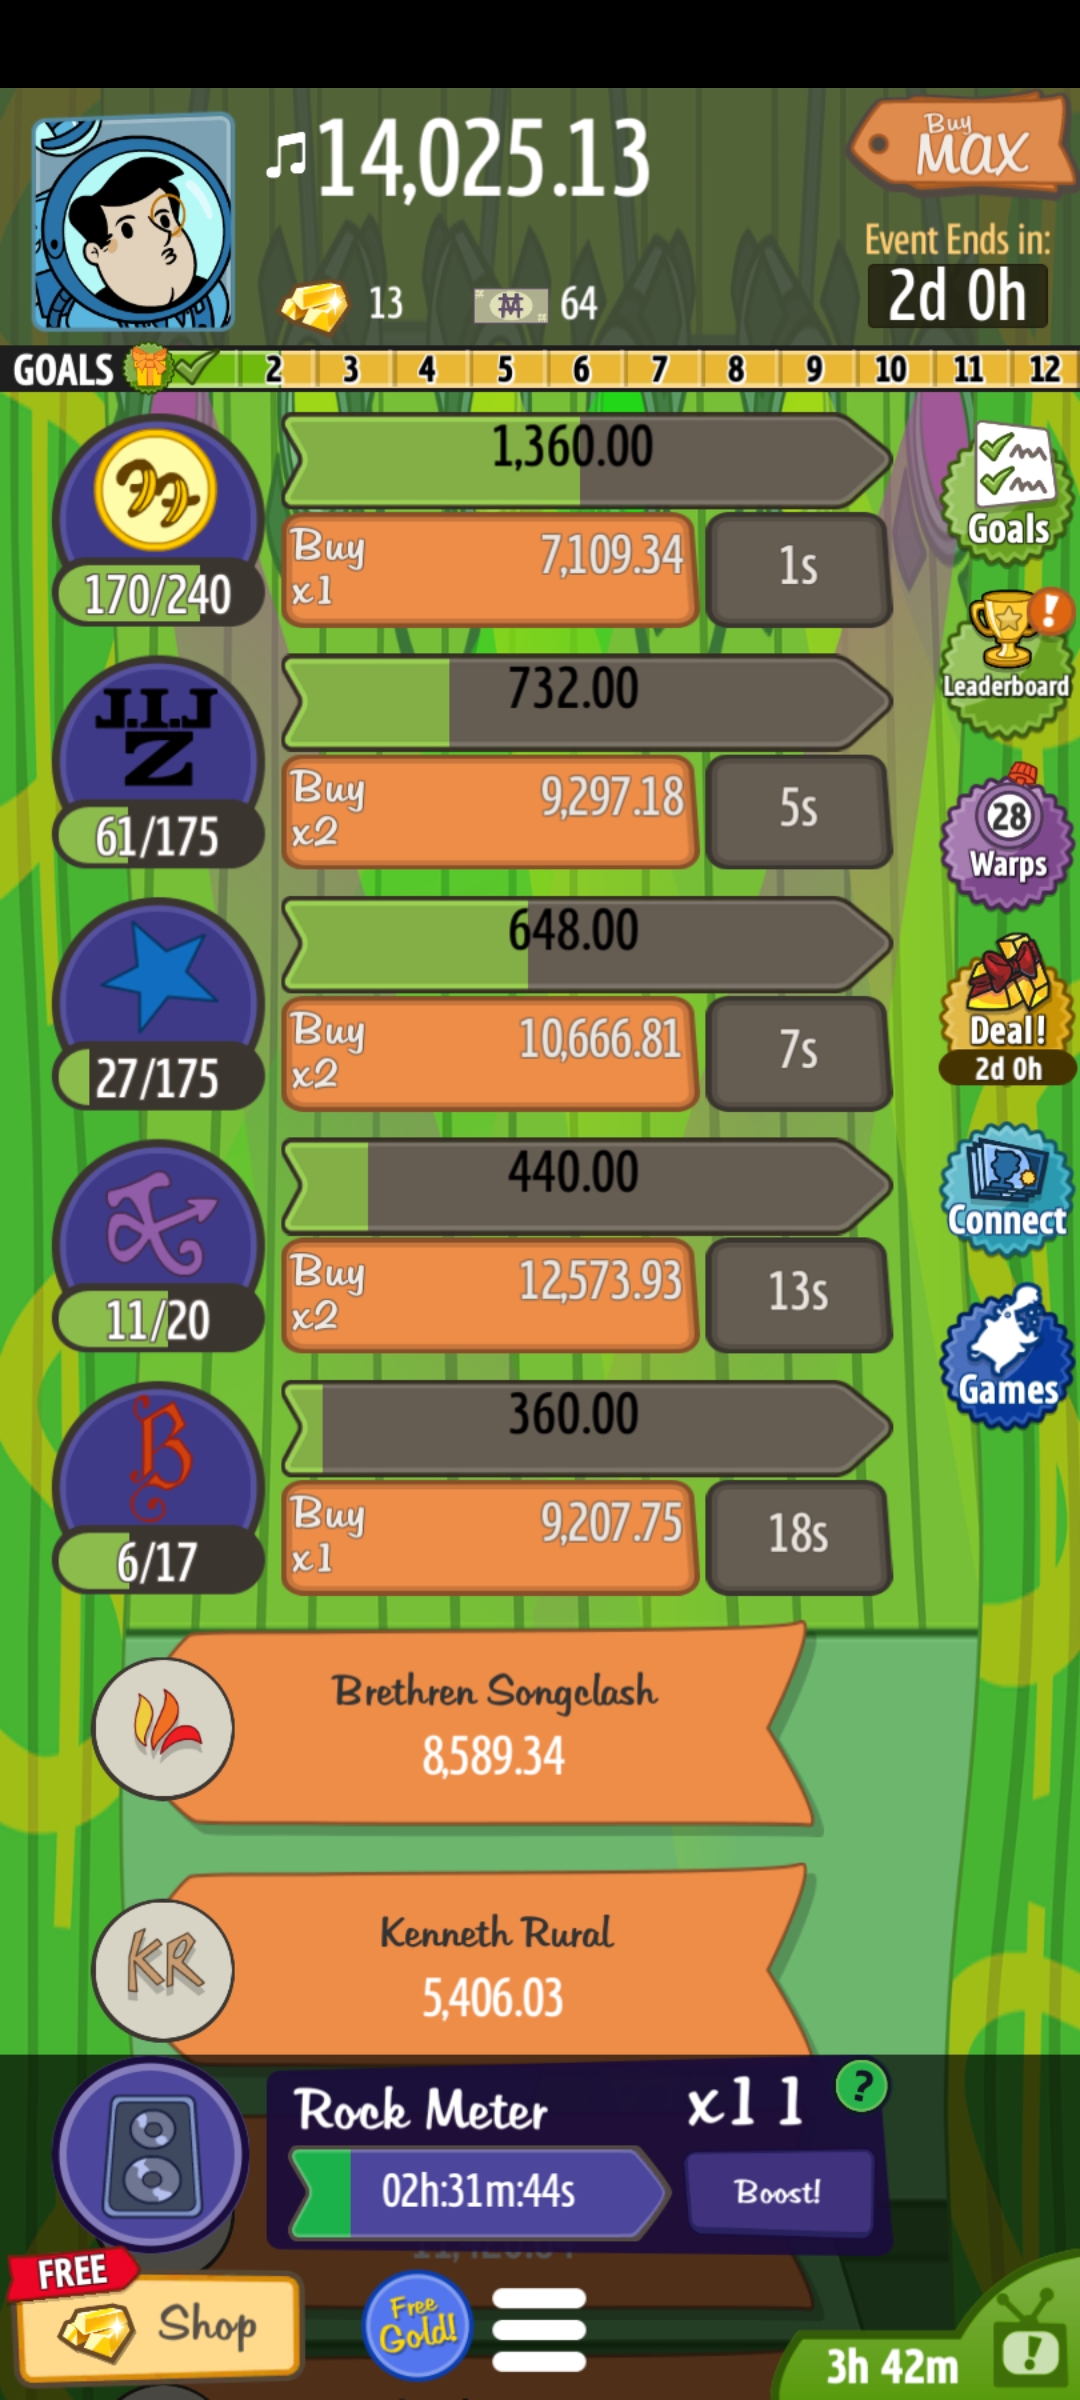 ♫14,025.13
Buy
MAX
Event Ends in:
2d 0h
13
64
GOALS 2 3 4 5 6 7 8 9 10 11 12
1,360.00
Buy
x1
7,109.34
1s
170/240
Goals
J.I.J
Z
732.00
Buy
x2
9,297.18
5s
61/175
!
Leaderboard
28
Warps
648.00
Buy
x2
10,666.81
7s
27/175
Deal!
2d 0h
440.00
Buy
x2
12,573.93
13s
11/20
Connect
B
360.00
Buy
x1
9,207.75
18s
6/17
Games
Brethren Songclash
8,589.34
KR
Kenneth Rural
5,406.03
Rock Meter
x11
?
02h:31m:44s
Boost!
FREE
Shop
Free
Gold!
3h 42m
!